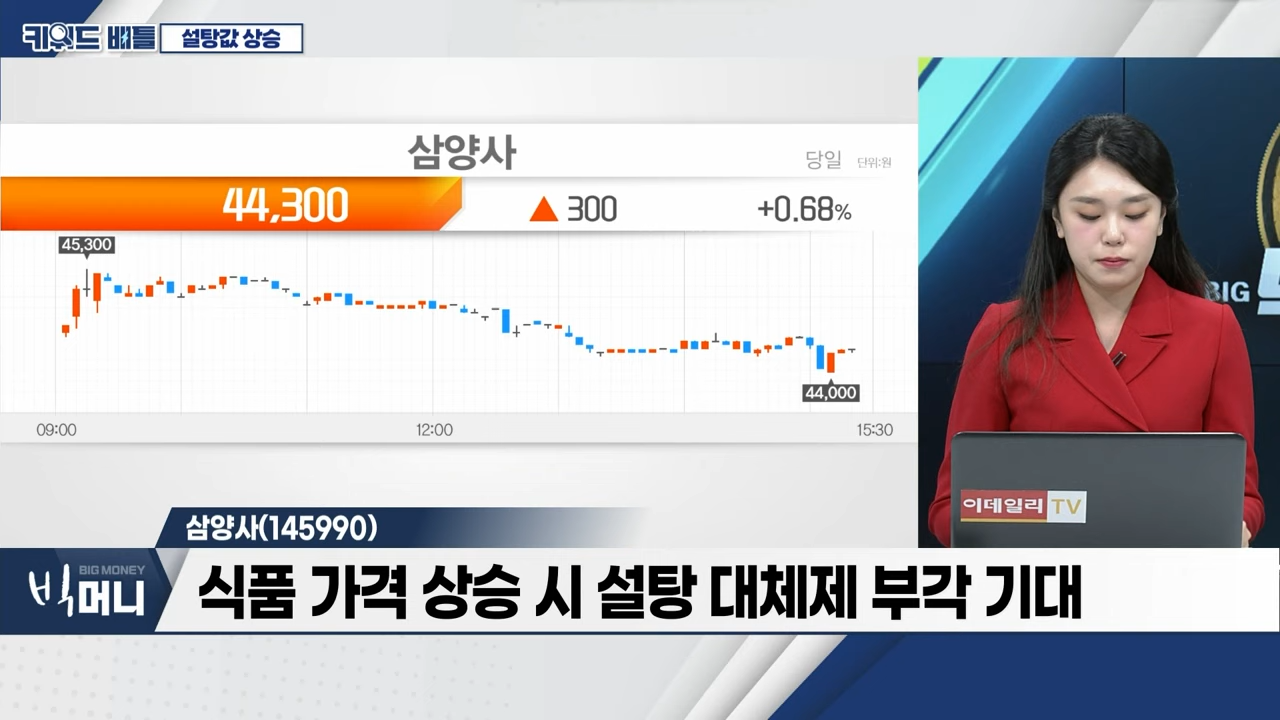 키워드 배틀 설탕값 상승
삼양사
당일 단위:원
44,300 ▲ 300 +0.68%
45,300
44,000
09:00 12:00 15:30
BIG
이데일리 TV
삼양사(145990)
BIG MONEY
빅머니
식품 가격 상승 시 설탕 대체제 부각 기대